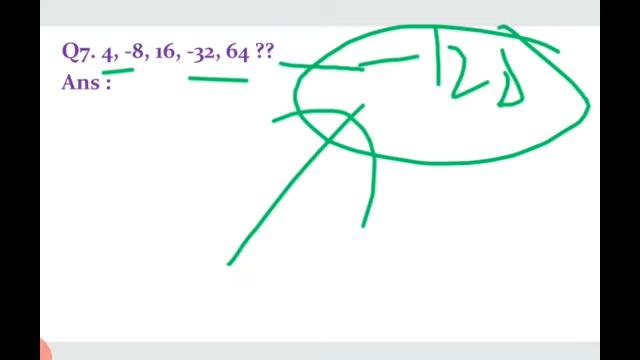 Q7. 4, -8, 16, -32, 64 ?? -128
Ans :